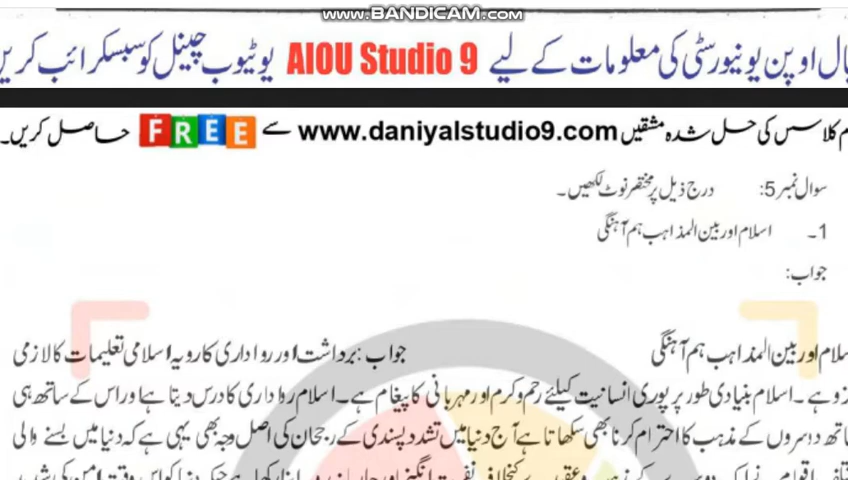 www.BANDICAM.com
اوپن یونیورسٹی کی معلومات کے لیے AIOU Studio 9 یوٹیوب چینل کو سبسکرائب کریں
کلاسس کی حل شدہ مشقیں www.daniyalstudio9.com سے FREE حاصل کریں۔
سوال نمبر 5: درج ذیل پر مختصر نوٹ لکھیں۔
1۔ اسلام اور بین المذاہب ہم آہنگی
جواب:
اور بین المذاہب ہم آہنگی جواب: برداشت اور رواداری کا رویہ اسلامی تعلیمات کا لازمی
ہے۔ اسلام بنیادی طور پر پوری انسانیت کیلئے رحم و کرم اور مہربانی کا پیغام ہے۔ اسلام رواداری کا درس دیتا ہے اور اس کے ساتھ ہی
دوسروں کے مذہب کا احترام کرنا بھی سکھاتا ہے آج دنیا میں تشدد پسندی کے رجحان کی اصل وجہ بھی یہی ہے کہ دنیا میں بسنے والی